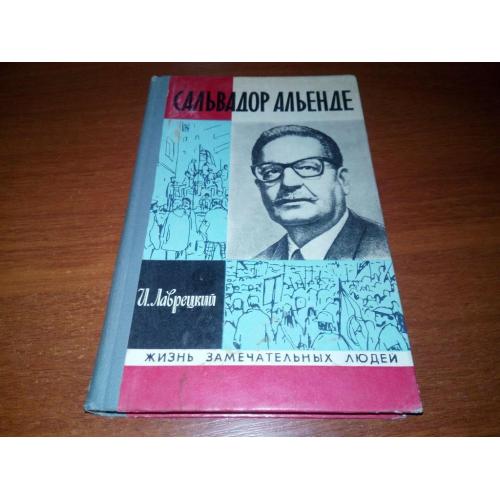 САЛЬВАДОР АЛЬЕНДЕ
И. Лаврецкий
ЖИЗНЬ ЗАМЕЧАТЕЛЬНЫХ ЛЮДЕЙ